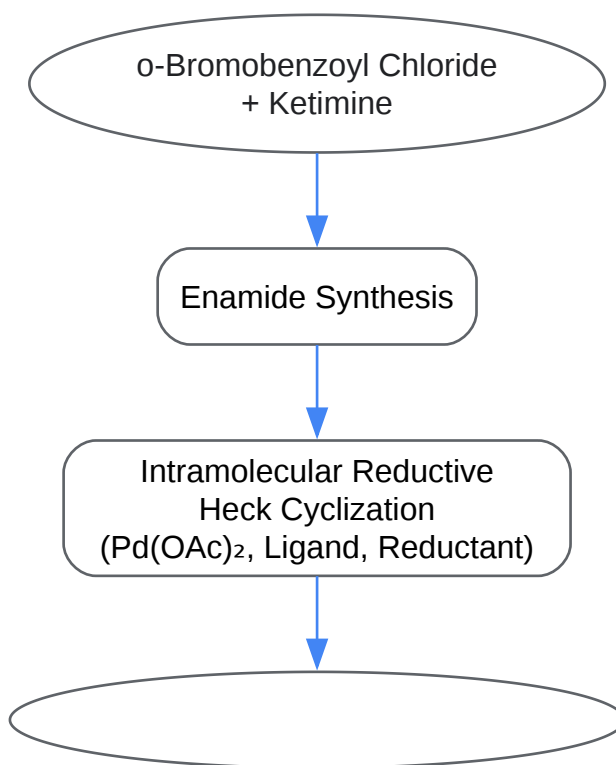 o-Bromobenzoyl Chloride
+ Ketimine
Enamide Synthesis
Intramolecular Reductive
Heck Cyclization
(Pd(OAc)₂, Ligand, Reductant)